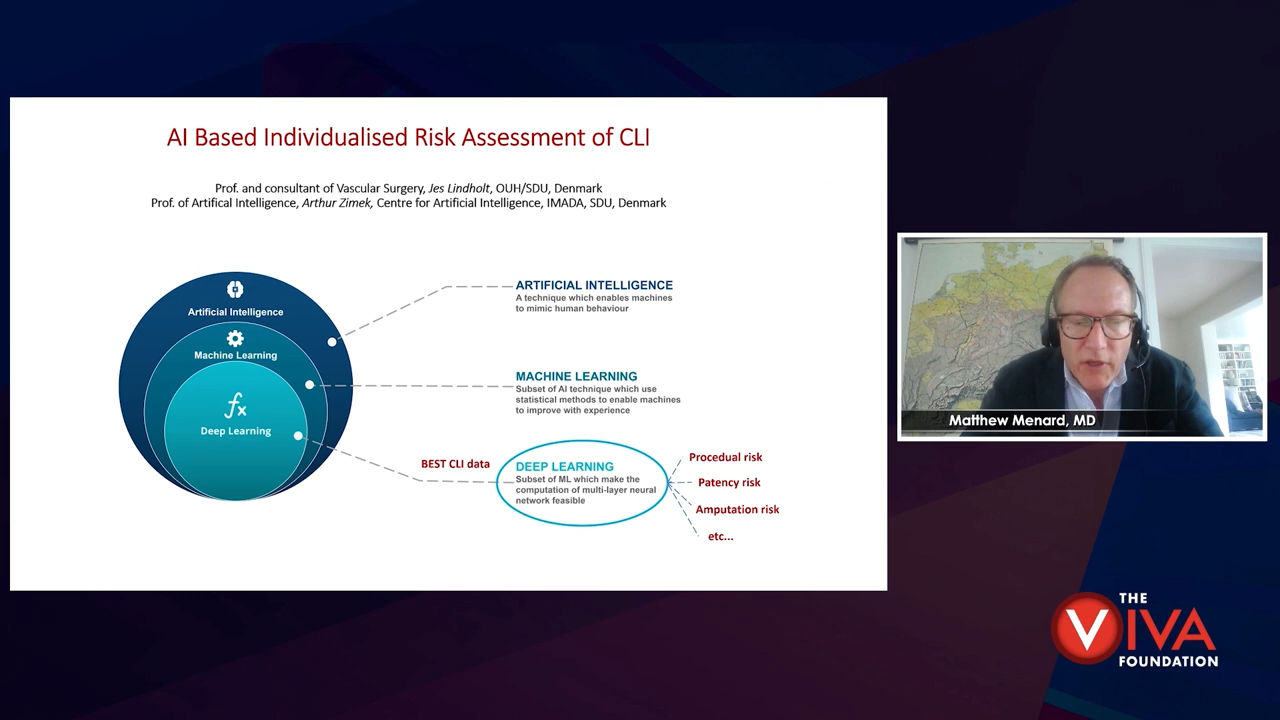 AI Based Individualised Risk Assessment of CLI
Prof. and consultant of Vascular Surgery, Jes Lindholt, OUH/SDU, Denmark
Prof. of Artifical Intelligence, Arthur Zimek, Centre for Artificial Intelligence, IMADA, SDU, Denmark
Artificial Intelligence
Machine Learning
fx
Deep Learning
ARTIFICIAL INTELLIGENCE
A technique which enables machines
to mimic human behaviour
MACHINE LEARNING
Subset of AI technique which use
statistical methods to enable machines
to improve with experience
BEST CLI data
DEEP LEARNING
Subset of ML which make the
computation of multi-layer neural
network feasible
Procedual risk
Patency risk
Amputation risk
etc...
Matthew Menard, MD
THE
VIVA
FOUNDATION